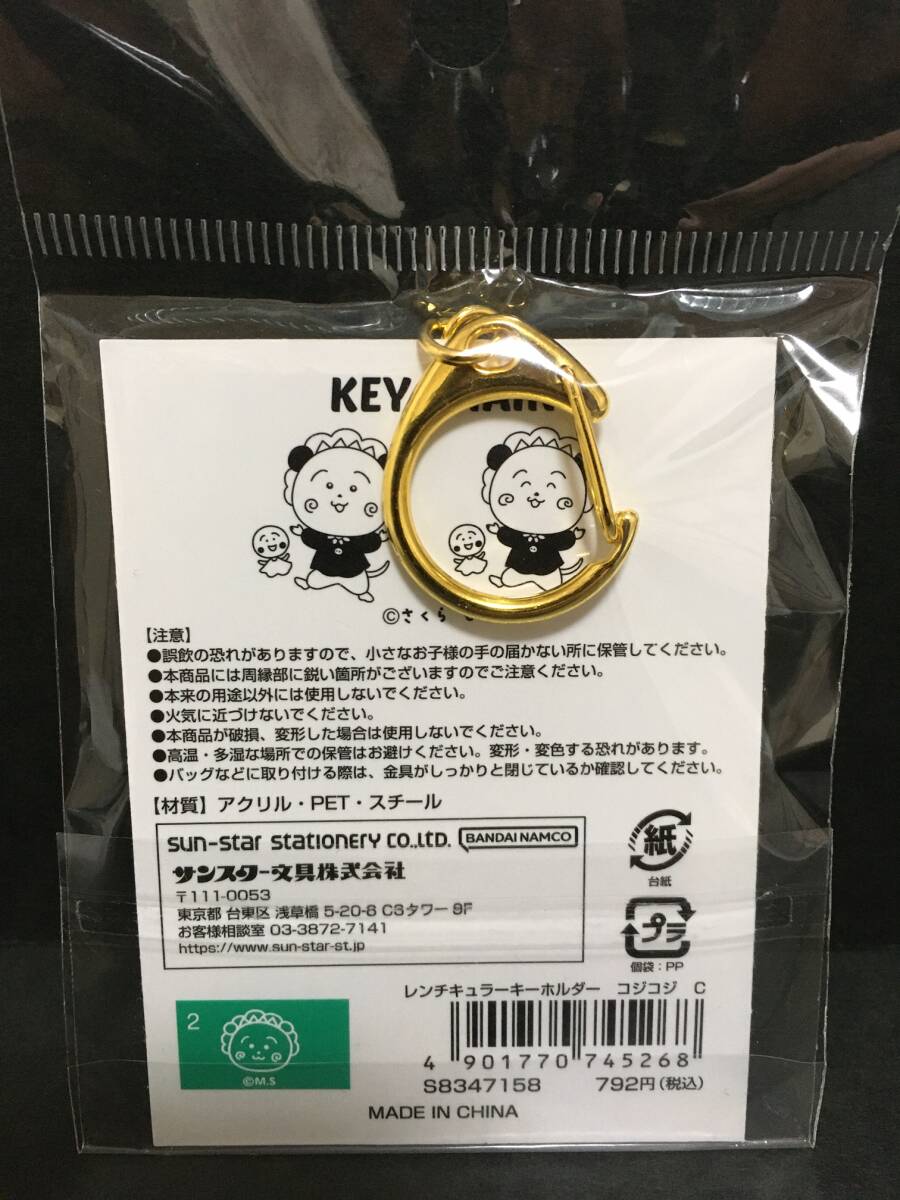 KEY
©さくら
【注意】
●誤飲の恐れがありますので、小さなお子様の手の届かない所に保管してください。
●本商品には周縁部に鋭い箇所がございますのでご注意ください。
●本来の用途以外には使用しないでください。
●火気に近づけないでください。
●本商品が破損、変形した場合は使用しないでください。
●高温・多湿な場所での保管はお避けください。変形・変色する恐れがあります。
●バッグなどに取り付ける際は、金具がしっかりと閉じているか確認してください。
【材質】アクリル・PET・スチール
sun-star stationery co.,ltd. BANDAI NAMCO
サンスター文具株式会社
〒111-0053
東京都 台東区 浅草橋 5-20-8 CSタワー 9F
お客様相談室 03-3872-7141
https://www.sun-star-st.jp
紙
台紙
プラ
個袋：PP
レンチキュラーキーホルダー コジコジ C
4 901770 745268
S8347158 792円（税込）
2
©M.S
MADE IN CHINA